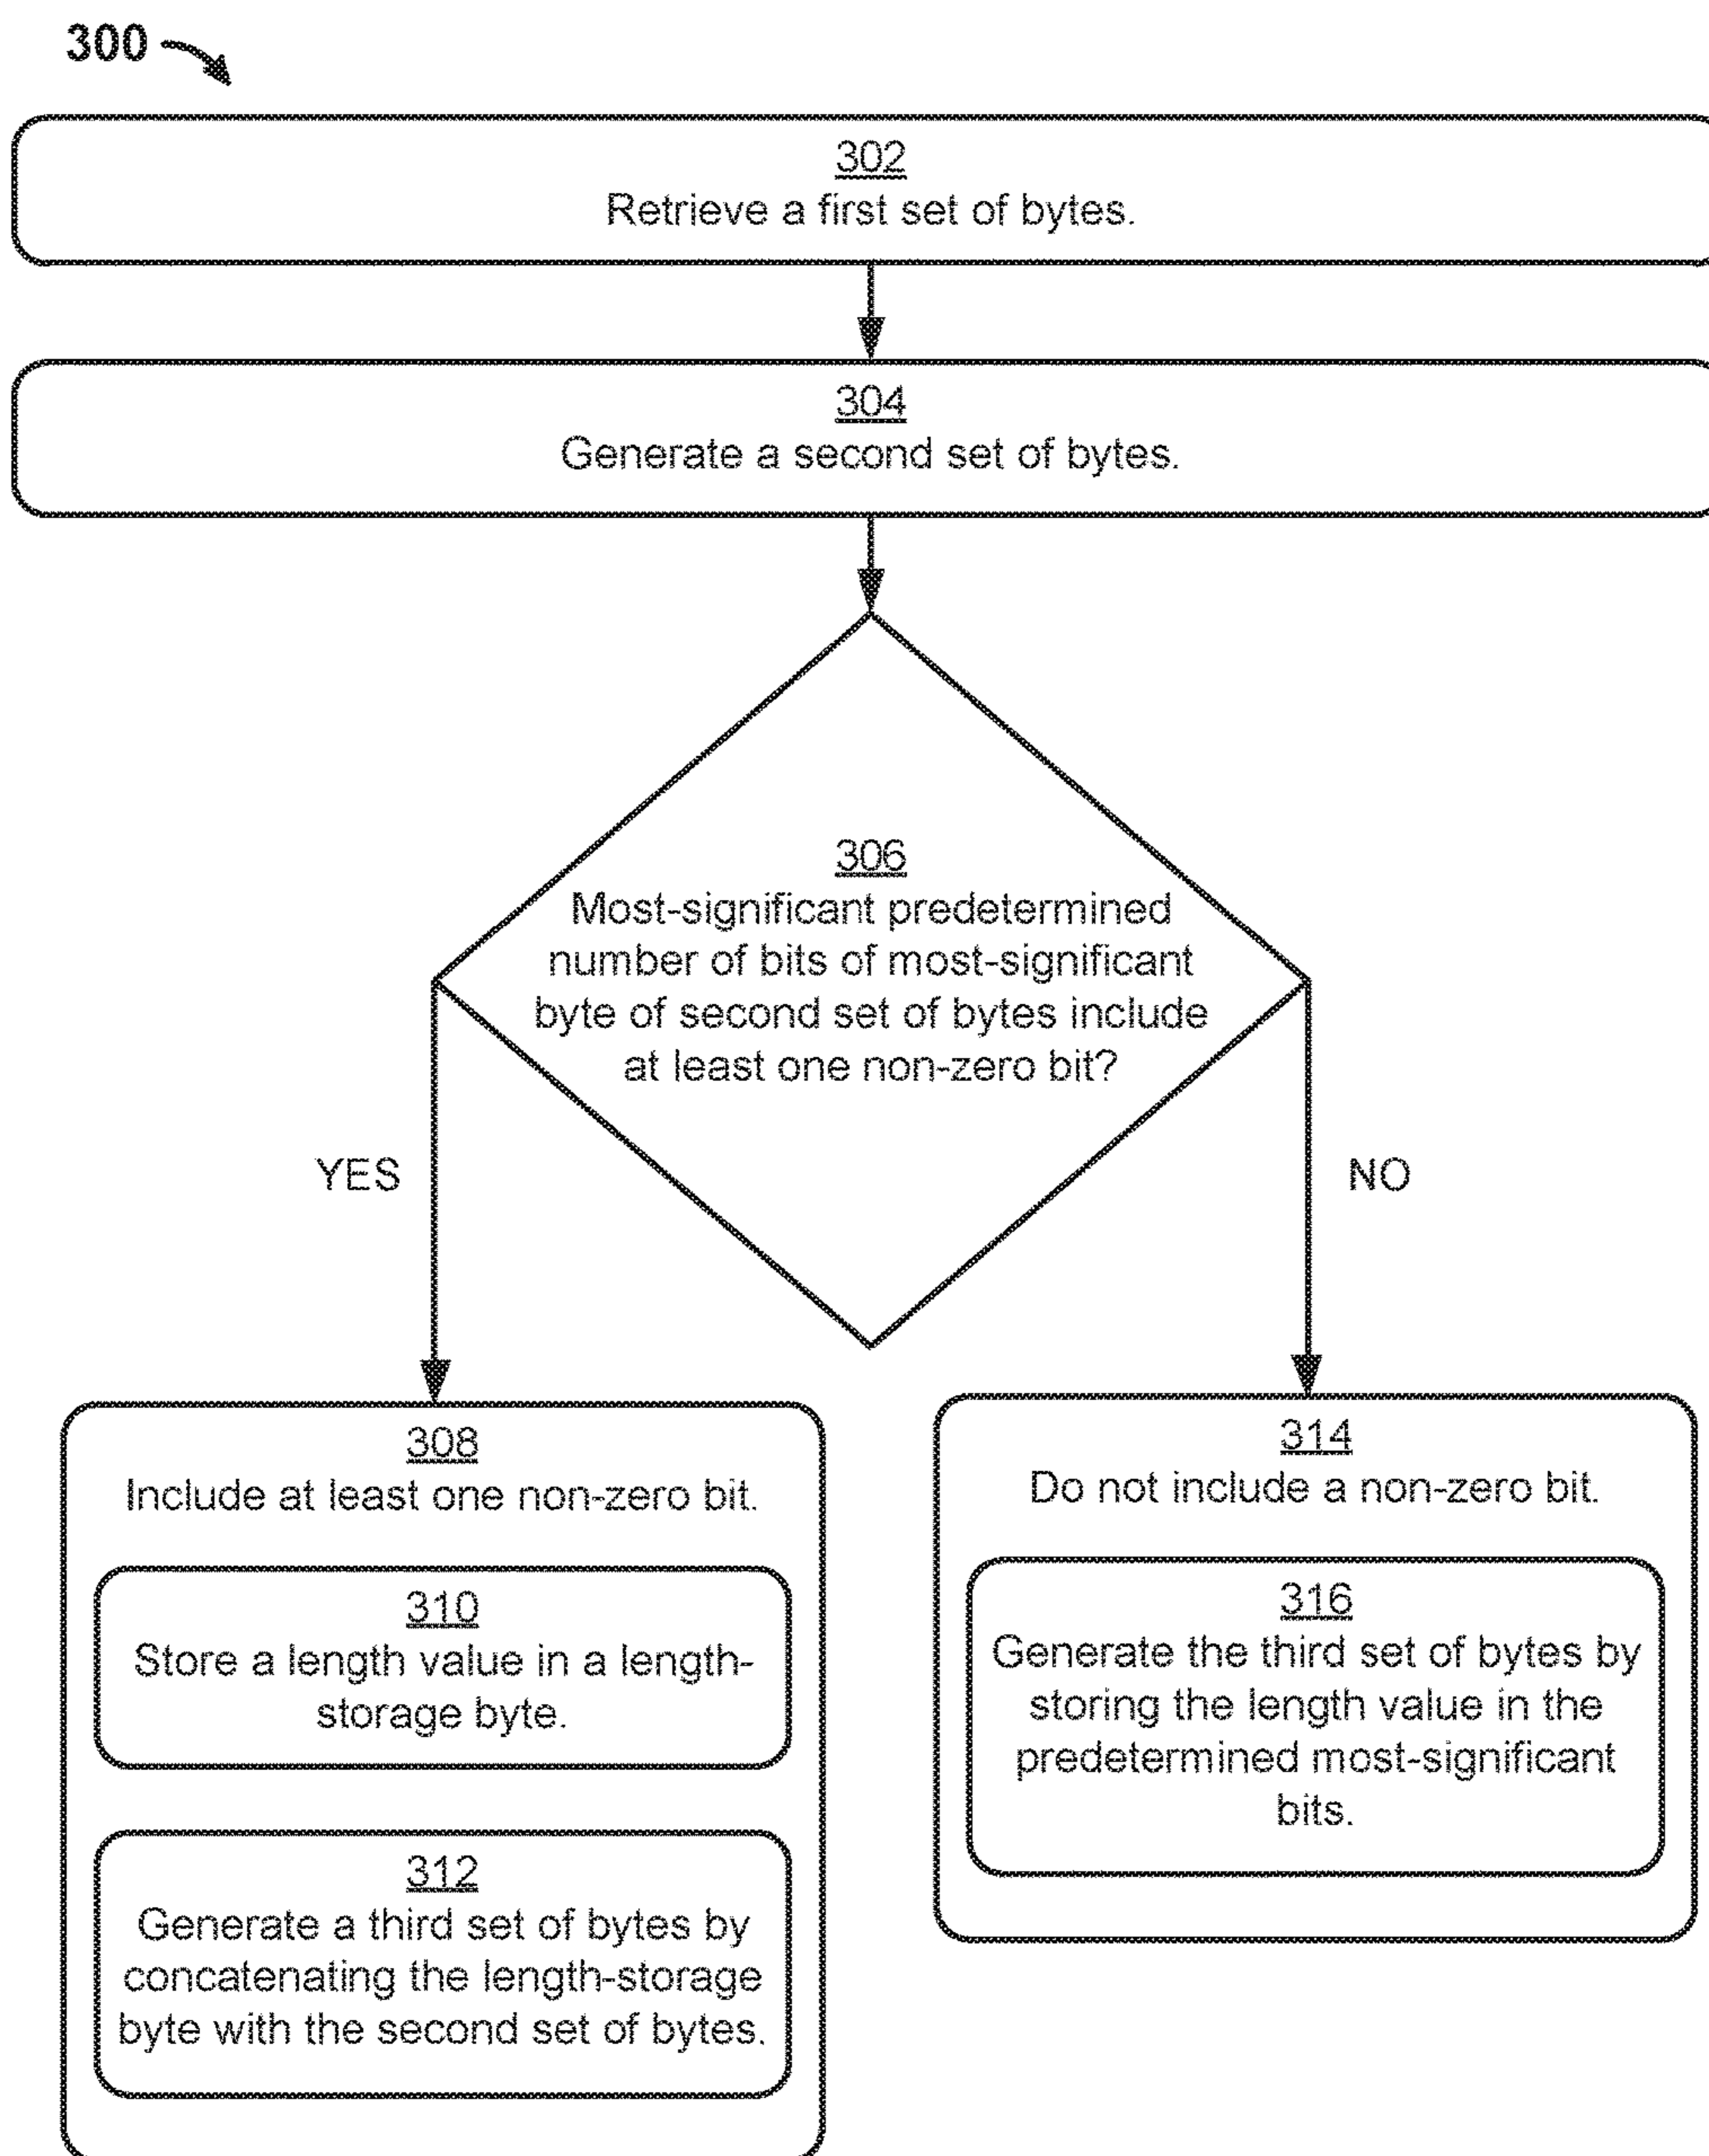 300
302
Retrieve a first set of bytes.
304
Generate a second set of bytes.
306
Most-significant predetermined
number of bits of most-significant
byte of second set of bytes include
at least one non-zero bit?
YES
NO
308
Include at least one non-zero bit.
310
Store a length value in a length-
storage byte.
312
Generate a third set of bytes by
concatenating the length-storage
byte with the second set of bytes.
314
Do not include a non-zero bit.
316
Generate the third set of bytes by
storing the length value in the
predetermined most-significant
bits.